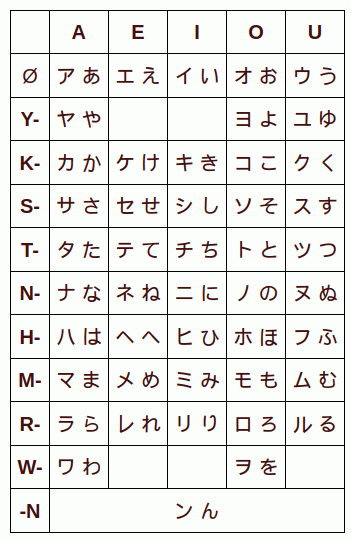 A E I O U
Ø ア あ エ え イ い オ お ウ う
Y- ヤ や ヨ よ ユ ゆ
K- カ か ケ け キ き コ こ ク く
S- サ さ セ せ シ し ソ そ ス す
T- タ た テ て チ ち ト と ツ つ
N- ナ な ネ ね ニ に ノ の ヌ ぬ
H- ハ は ヘ へ ヒ ひ ホ ほ フ ふ
M- マ ま メ め ミ み モ も ム む
R- ラ ら レ れ リ り ロ ろ ル る
W- ワ わ ヲ を
-N ン ん